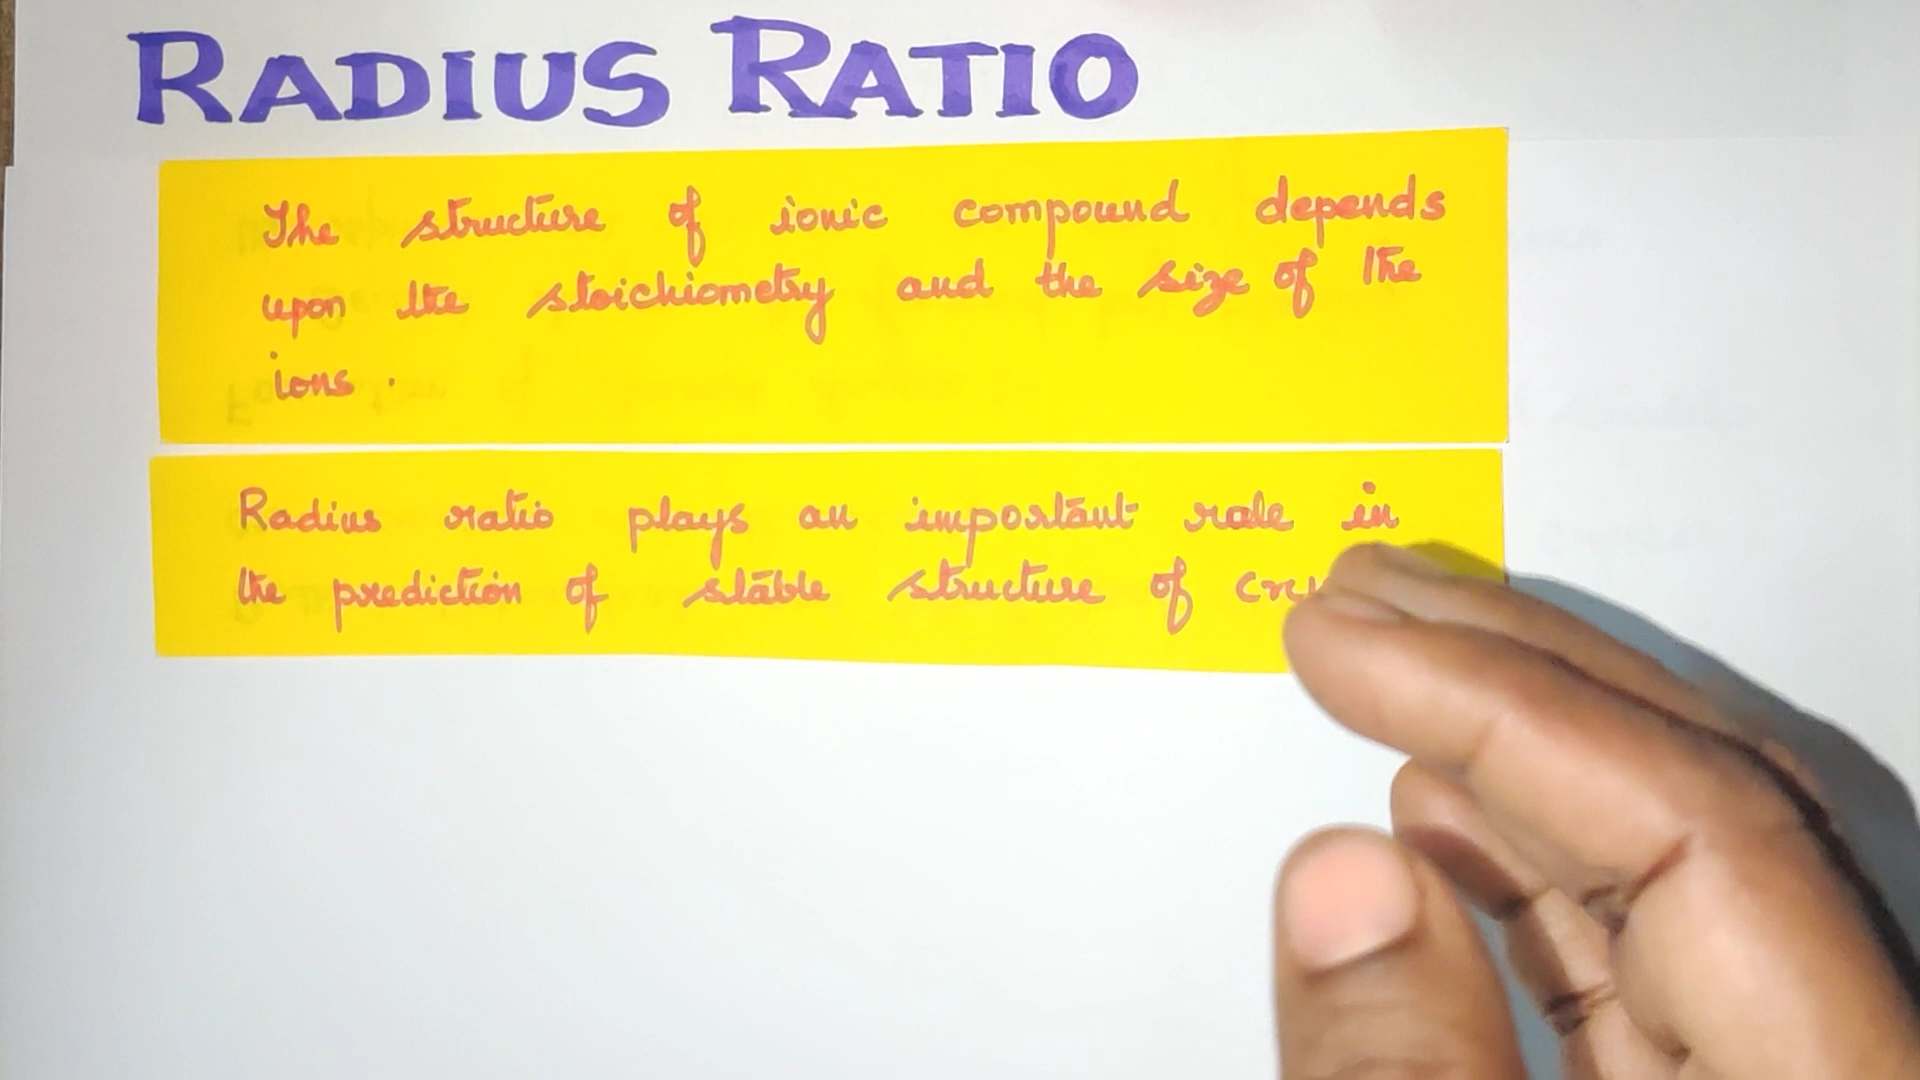 RADIUS RATIO
The structure of ionic compound depends
upon the stoichiometry and the size of the
ions.
Radius ratio plays an important role in
the prediction of stable structure of